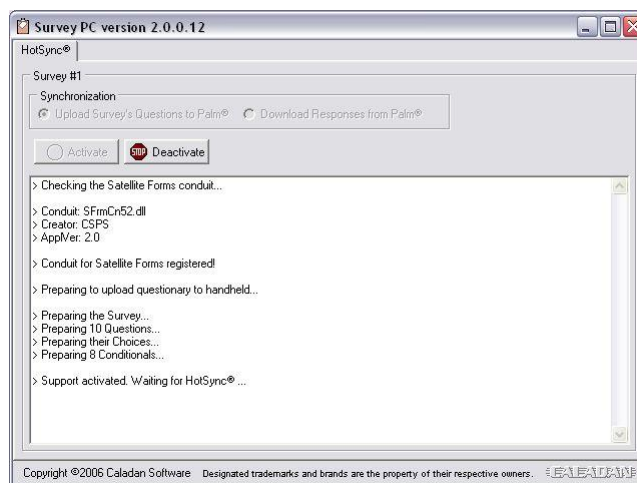 Survey PC version 2.0.0.12
HotSync®
Survey #1
Synchronization
Upload Survey's Questions to Palm® Download Responses from Palm®
Activate STOP Deactivate
> Checking the Satellite Forms conduit...
> Conduit: SFrmCn52.dll
> Creator: CSPS
> AppVer: 2.0
> Conduit for Satellite Forms registered!
> Preparing to upload questionary to handheld...
> Preparing the Survey...
> Preparing 10 Questions...
> Preparing their Choices...
> Preparing 8 Conditionals...
> Support activated. Waiting for HotSync® ...
Copyright ©2006 Caladan Software Designated trademarks and brands are the property of their respective owners. CALADAN